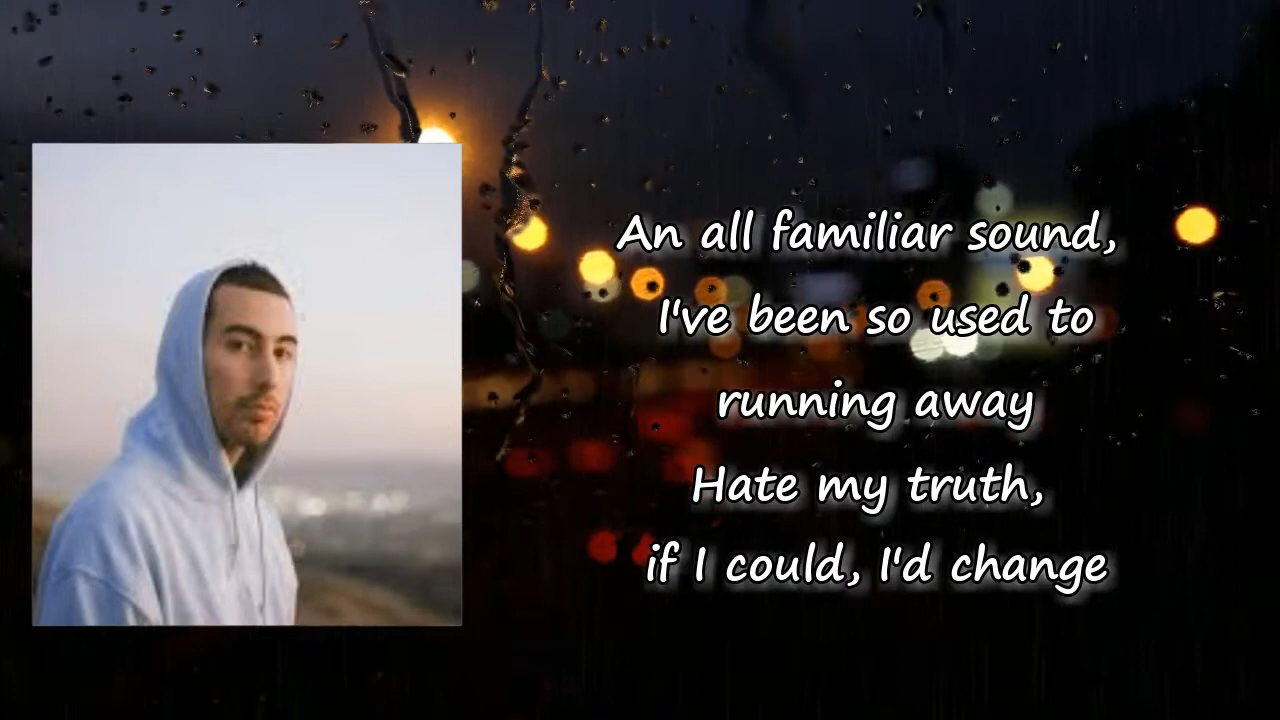 An all familiar sound,
I've been so used to
running away
Hate my truth,
if I could, I'd change